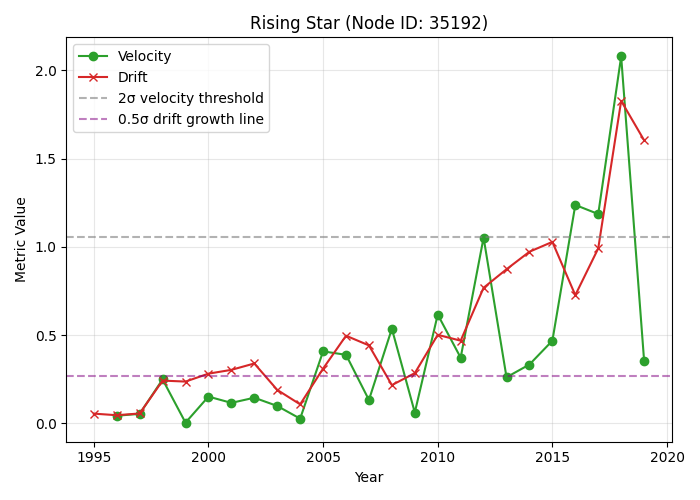 Rising Star (Node ID: 35192)
Velocity
Drift
2σ velocity threshold
0.5σ drift growth line
Metric Value
2.0
1.5
1.0
0.5
0.0
1995 2000 2005 2010 2015 2020
Year